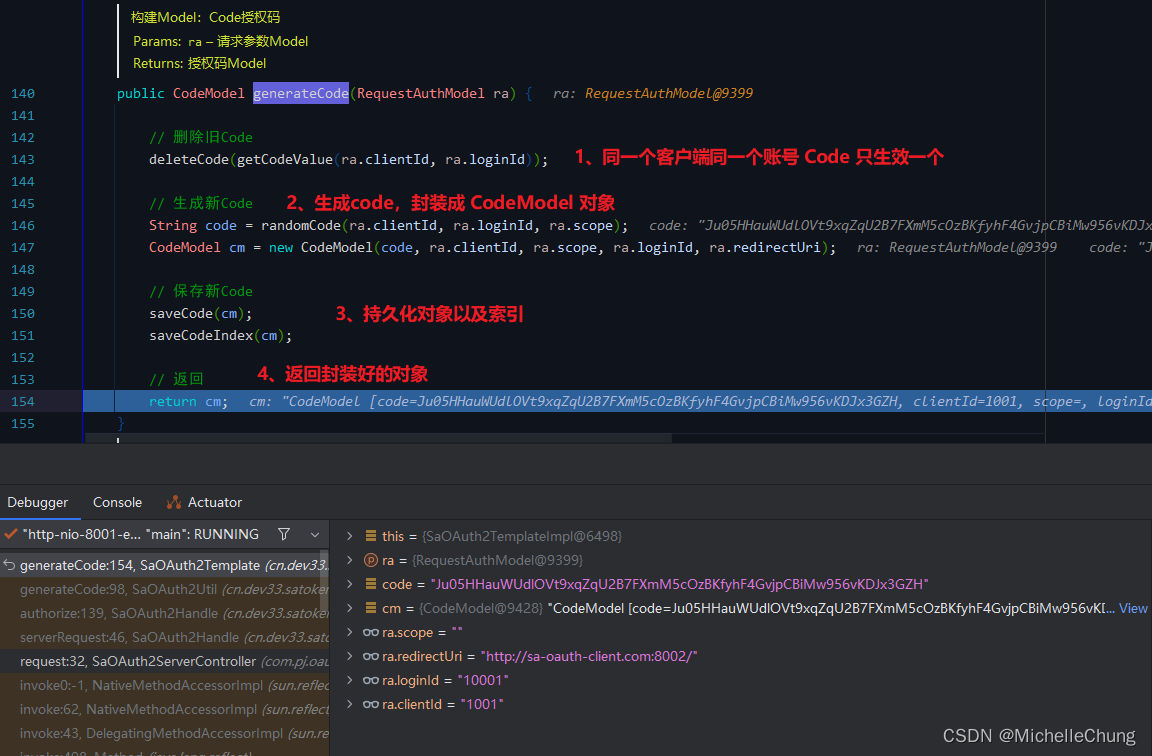 构建Model：Code授权码
Params: ra – 请求参数Model
Returns: 授权码Model
140 public CodeModel generateCode(RequestAuthModel ra) { ra: RequestAuthModel@9399
141
142 // 删除旧Code
143 deleteCode(getCodeValue(ra.clientId, ra.loginId)); 1、同一个客户端同一个账号 Code 只生效一个
144
145 // 生成新Code 2、生成code，封装成 CodeModel 对象
146 String code = randomCode(ra.clientId, ra.loginId, ra.scope); code: "Ju05HHauWUdlOVt9xqZqU2B7FXmM5cOzBKfyhF4GvjpCBiMw956vKDJx
147 CodeModel cm = new CodeModel(code, ra.clientId, ra.scope, ra.loginId, ra.redirectUri); ra: RequestAuthModel@9399 code: "J
148
149 // 保存新Code
150 saveCode(cm); 3、持久化对象以及索引
151 saveCodeIndex(cm);
152
153 // 返回 4、返回封装好的对象
154 return cm; cm: "CodeModel [code=Ju05HHauWUdlOVt9xqZqU2B7FXmM5cOzBKfyhF4GvjpCBiMw956vKDJx3GZH, clientId=1001, scope=, loginId
155 }
Debugger Console Actuator
"http-nio-8001-e... "main": RUNNING
generateCode:154, SaOAuth2Template (cn.dev33.
generateCode:98, SaOAuth2Util (cn.dev33.satoken
authorize:139, SaOAuth2Handle (cn.dev33.satoke
serverRequest:46, SaOAuth2Handle (cn.dev33.sato
request:32, SaOAuth2ServerController (com.pj.oau
invoke0:-1, NativeMethodAccessorImpl (sun.reflec
invoke:62, NativeMethodAccessorImpl (sun.reflect
invoke:43, DelegatingMethodAccessorImpl (sun.re
this = {SaOAuth2TemplateImpl@6498}
ra = {RequestAuthModel@9399}
code = "Ju05HHauWUdlOVt9xqZqU2B7FXmM5cOzBKfyhF4GvjpCBiMw956vKDJx3GZH"
cm = {CodeModel@9428} "CodeModel [code=Ju05HHauWUdlOVt9xqZqU2B7FXmM5cOzBKfyhF4GvjpCBiMw956vKI... View
ra.scope = ""
ra.redirectUri = "http://sa-oauth-client.com:8002/"
ra.loginId = "10001"
ra.clientId = "1001"
CSDN @MichelleChung